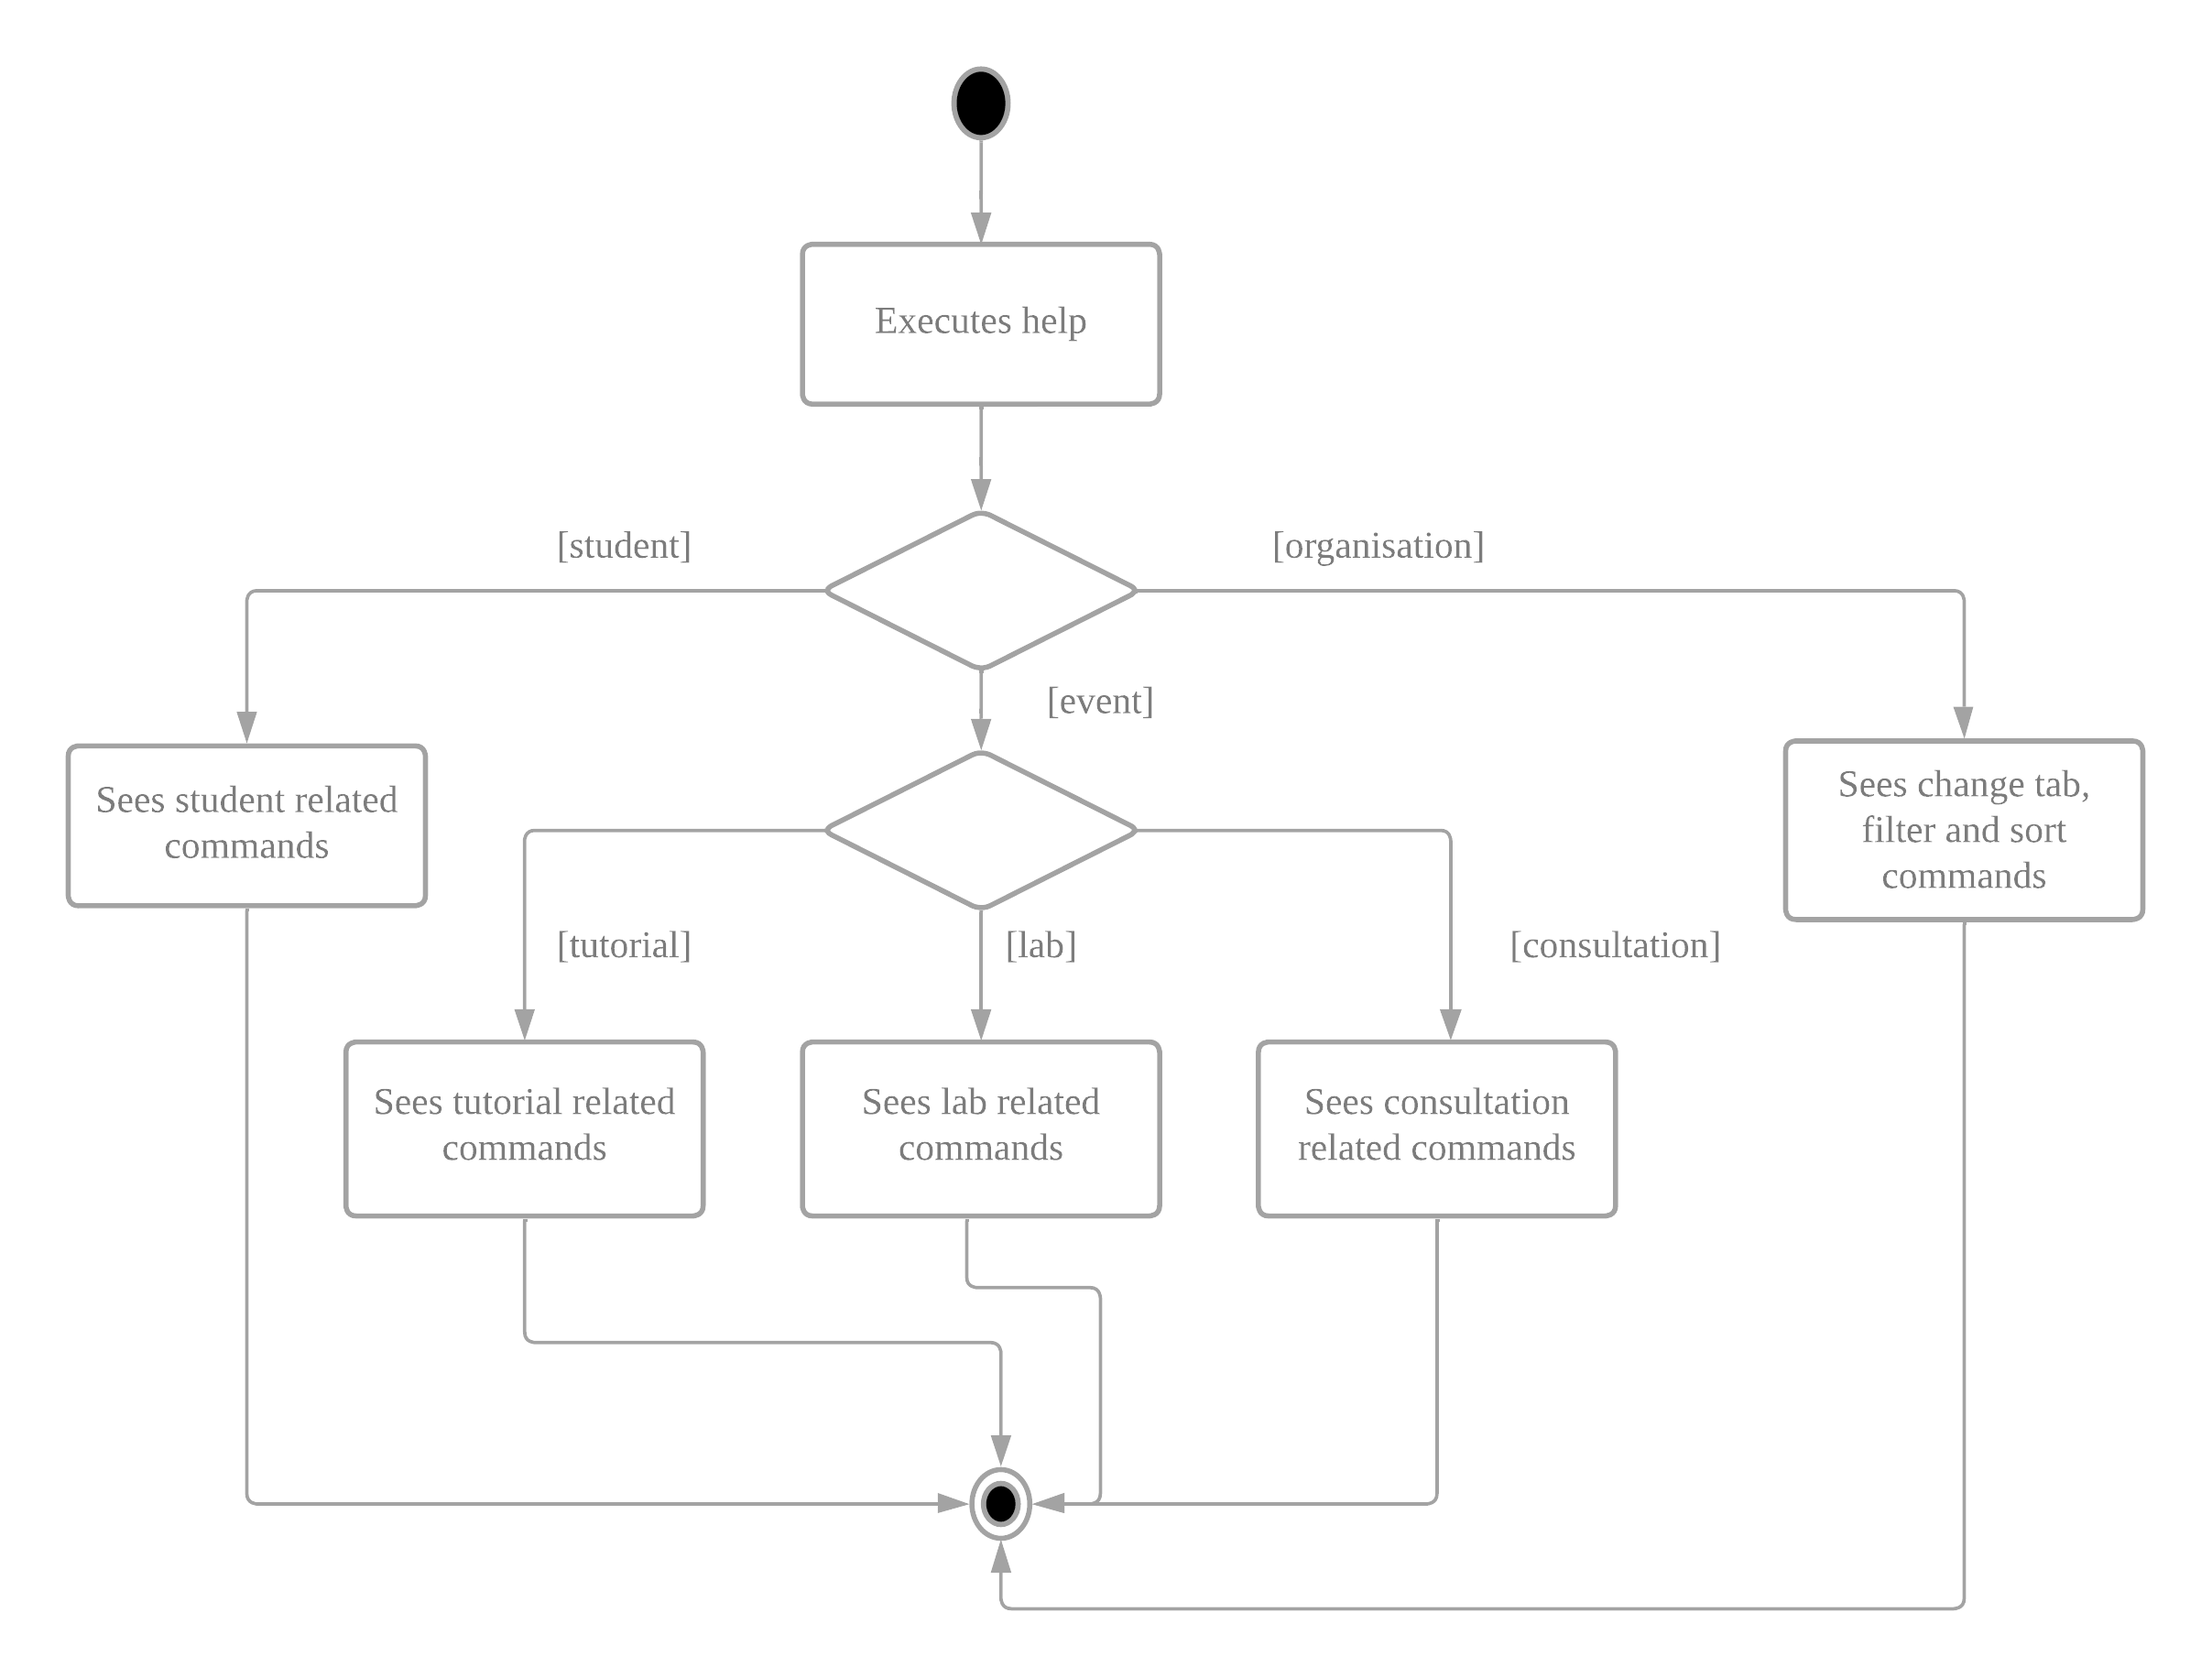 Executes help
[student]
[organisation]
[event]
Sees student related
commands
Sees change tab,
filter and sort
commands
[tutorial]
[lab]
[consultation]
Sees tutorial related
commands
Sees lab related
commands
Sees consultation
related commands